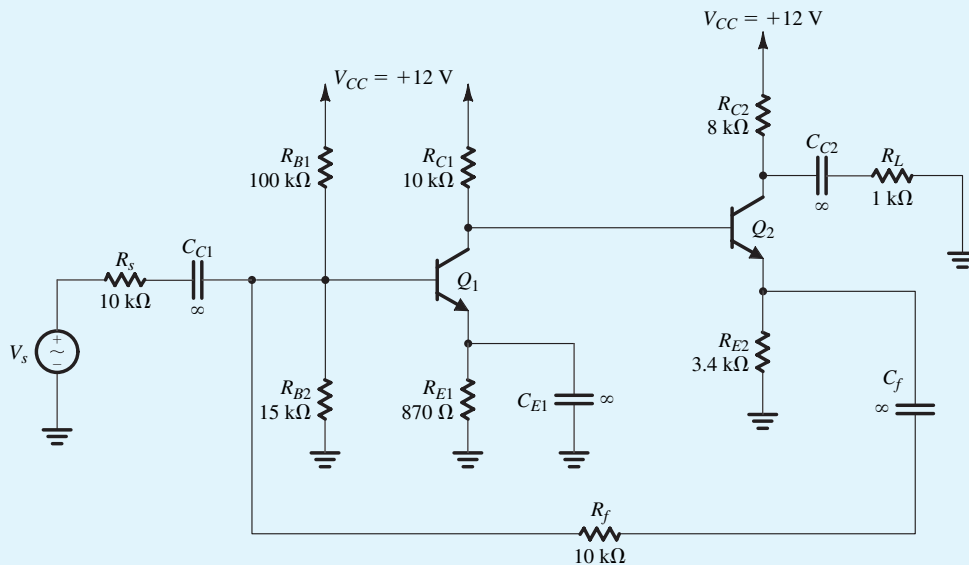 V_CC = +12 V
V_CC = +12 V
R_C2
8 kΩ
C_C2
∞
R_L
1 kΩ
R_B1
100 kΩ
R_C1
10 kΩ
Q_2
C_C1
∞
R_s
10 kΩ
Q_1
V_s
+
~
−
R_B2
15 kΩ
R_E1
870 Ω
C_E1
∞
R_E2
3.4 kΩ
C_f
∞
R_f
10 kΩ